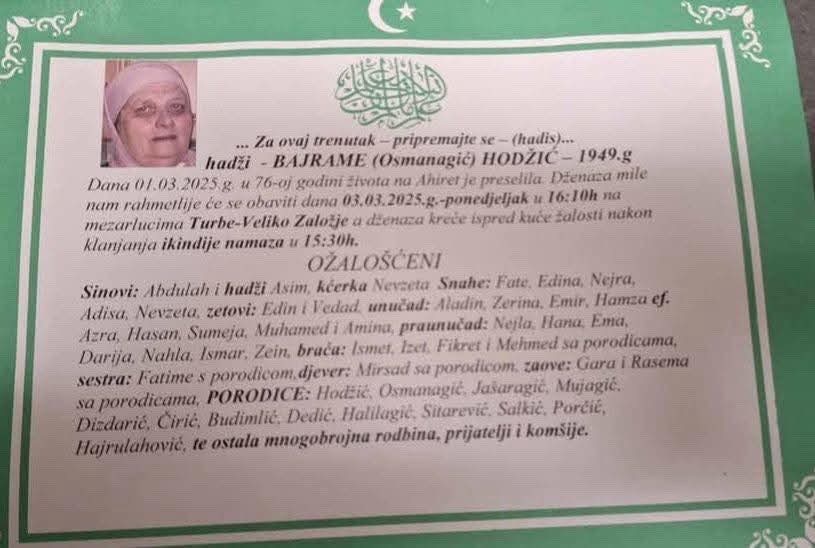 ... Za ovaj trenutak – pripremajte se – (hadis)...
hadži - BAJRAME (Osmanagić) HODŽIĆ – 1949.g
Dana 01.03.2025.g. u 76-oj godini života na Ahiret je preselila. Dženaza mile
nam rahmetlije će se obaviti dana 03.03.2025.g.-ponedjeljak u 16:10h na
mezarlucima Turbe-Veliko Založje a dženaza kreće ispred kuće žalosti nakon
klanjanja ikindije namaza u 15:30h.
OŽALOŠĆENI
Sinovi: Abdulah i hadži Asim, kćerka Nevzeta Snahe: Fate, Edina, Nejra,
Adisa, Nevzeta, zetovi: Edin i Vedad, unučad: Aladin, Zerina, Emir, Hamza ef.
Azra, Hasan, Sumeja, Muhamed i Amina, praunučad: Nejla, Hana, Ema,
Darija, Nahla, Ismar, Zein, braća: Ismet, Izet, Fikret i Mehmed sa porodicama,
sestra: Fatime s porodicom, djever: Mirsad sa porodicom, zaove: Gara i Rasema
sa porodicama, PORODICE: Hodžić, Osmanagić, Jašaragić, Mujagić,
Dizdarić, Ćirić, Budimlić, Dedić, Halilagić, Sitarević, Salkić, Porčić,
Hajrulahović, te ostala mnogobrojna rodbina, prijatelji i komšije.